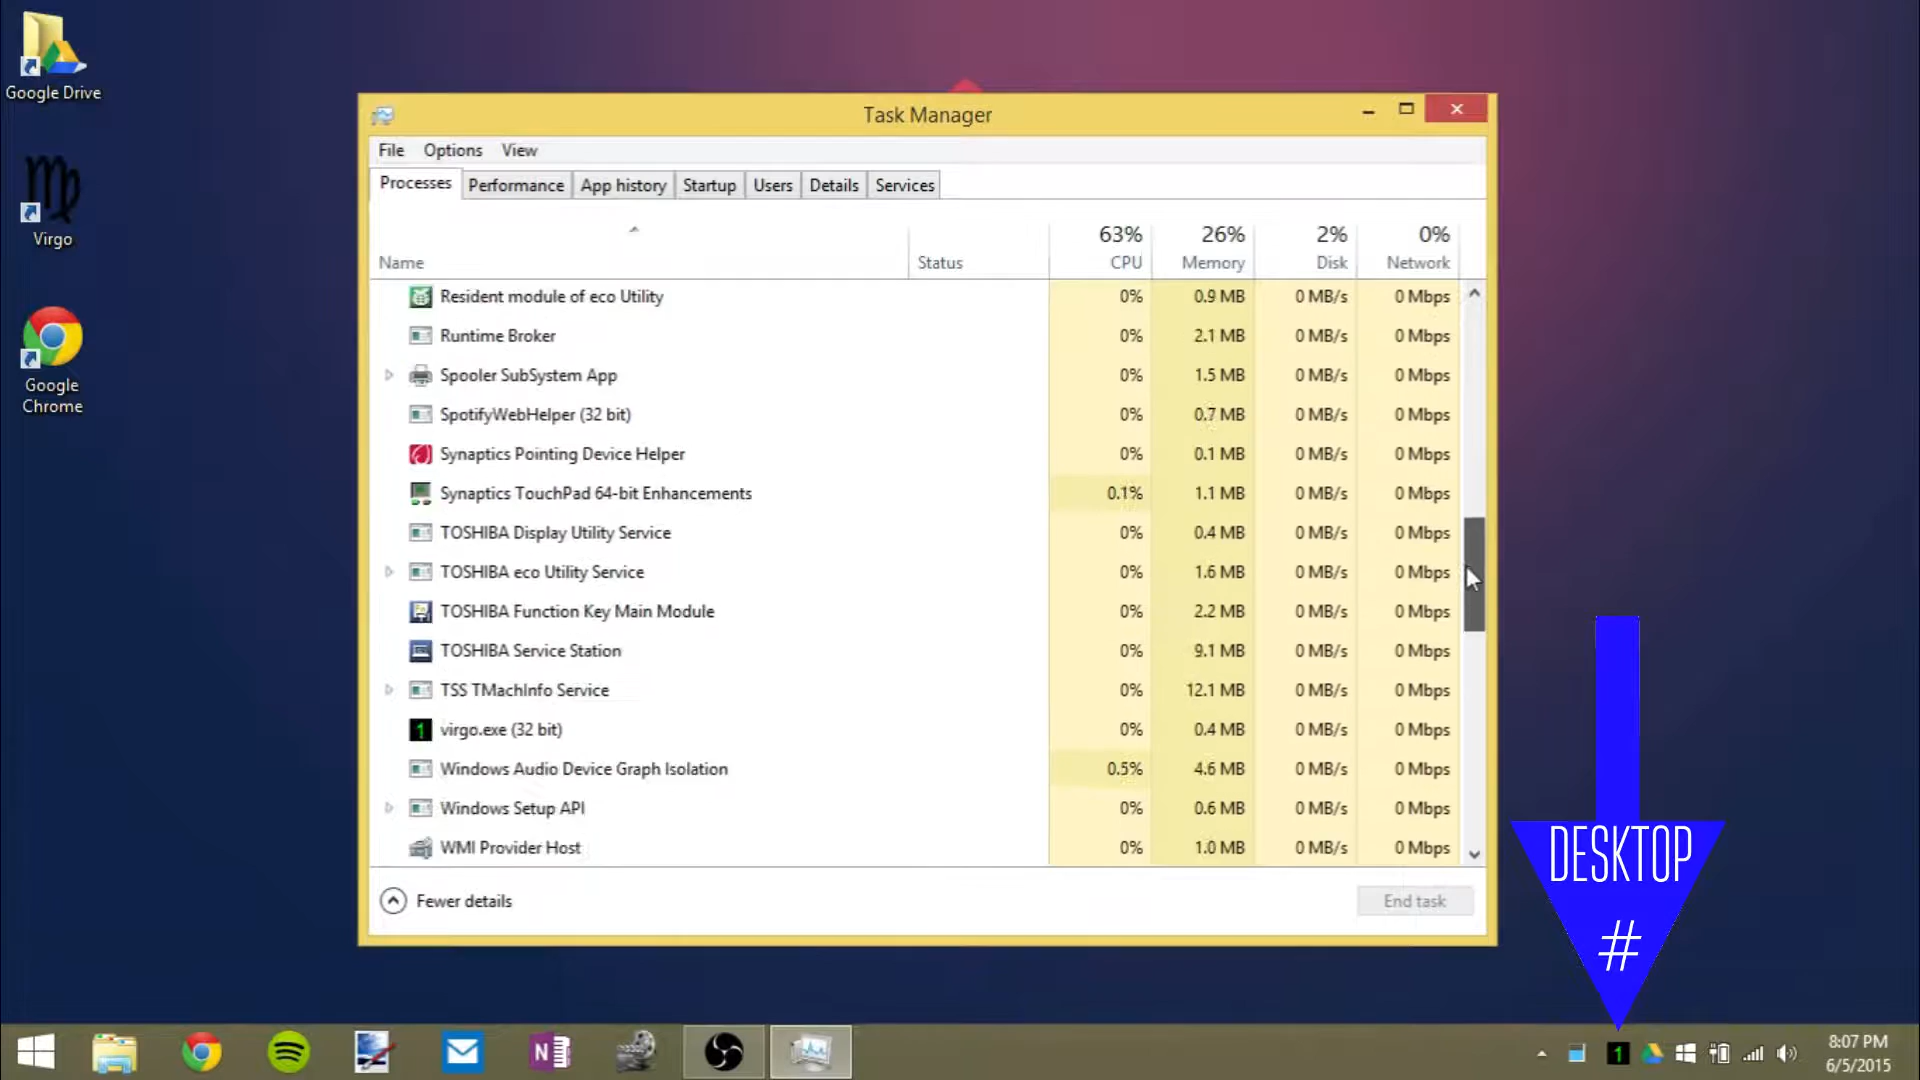 Google Drive
Virgo
Google
Chrome
Task Manager
File Options View
Processes Performance App history Startup Users Details Services
63% 26% 2% 0%
Name Status CPU Memory Disk Network
Resident module of eco Utility 0% 0.9 MB 0 MB/s 0 Mbps
Runtime Broker 0% 2.1 MB 0 MB/s 0 Mbps
Spooler SubSystem App 0% 1.5 MB 0 MB/s 0 Mbps
SpotifyWebHelper (32 bit) 0% 0.7 MB 0 MB/s 0 Mbps
Synaptics Pointing Device Helper 0% 0.1 MB 0 MB/s 0 Mbps
Synaptics TouchPad 64-bit Enhancements 0.1% 1.1 MB 0 MB/s 0 Mbps
TOSHIBA Display Utility Service 0% 0.4 MB 0 MB/s 0 Mbps
TOSHIBA eco Utility Service 0% 1.6 MB 0 MB/s 0 Mbps
TOSHIBA Function Key Main Module 0% 2.2 MB 0 MB/s 0 Mbps
TOSHIBA Service Station 0% 9.1 MB 0 MB/s 0 Mbps
TSS TMachInfo Service 0% 12.1 MB 0 MB/s 0 Mbps
1 virgo.exe (32 bit) 0% 0.4 MB 0 MB/s 0 Mbps
Windows Audio Device Graph Isolation 0.5% 4.6 MB 0 MB/s 0 Mbps
Windows Setup API 0% 0.6 MB 0 MB/s 0 Mbps
WMI Provider Host 0% 1.0 MB 0 MB/s 0 Mbps
Fewer details End task
DESKTOP
#
N 1 8:07 PM
6/5/2015